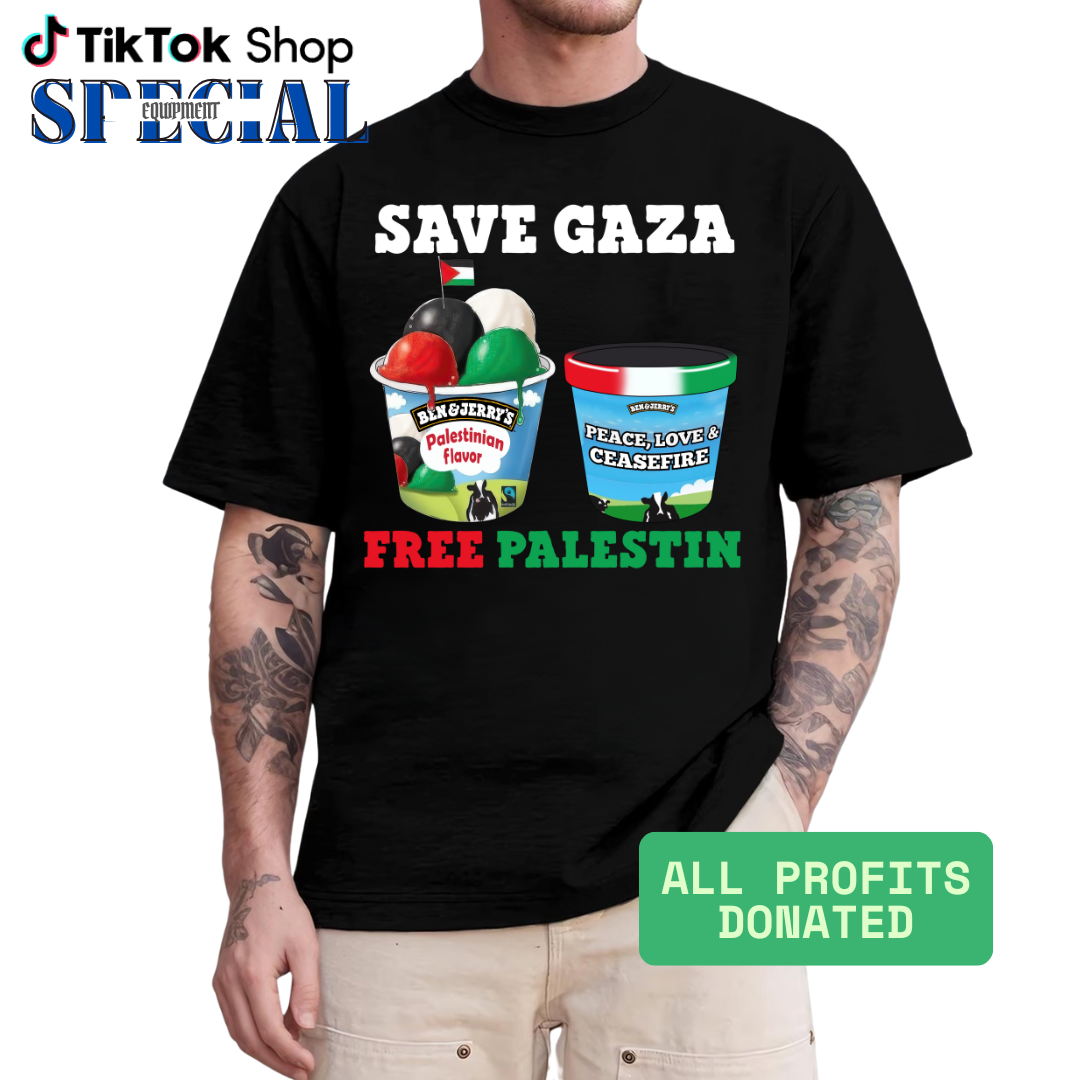 TikTok Shop
SPECIAL
EQUIPMENT
SAVE GAZA
BEN&JERRY'S
Palestinian
flavor
BEN&JERRY'S
PEACE, LOVE &
CEASEFIRE
FREE PALESTIN
ALL PROFITS
DONATED